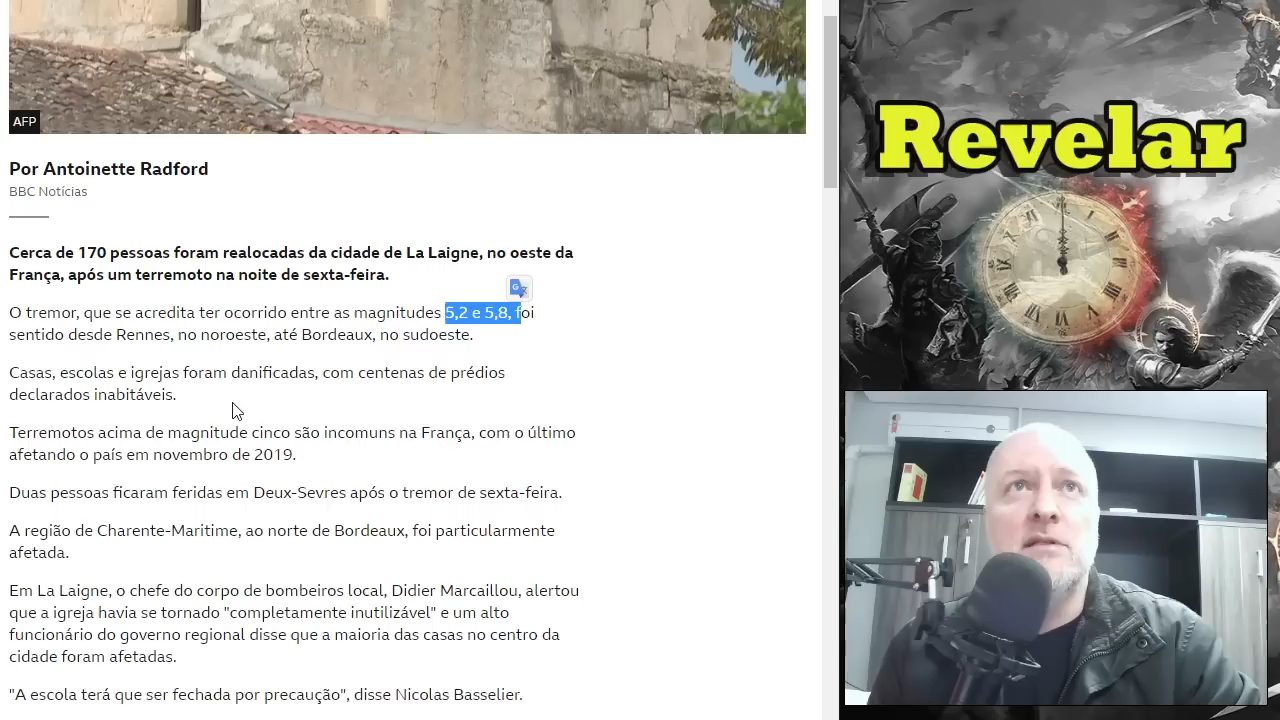 AFP
Por Antoinette Radford
BBC Notícias
Cerca de 170 pessoas foram realocadas da cidade de La Laigne, no oeste da
França, após um terremoto na noite de sexta-feira.
O tremor, que se acredita ter ocorrido entre as magnitudes 5,2 e 5,8, foi
sentido desde Rennes, no noroeste, até Bordeaux, no sudoeste.
Casas, escolas e igrejas foram danificadas, com centenas de prédios
declarados inabitáveis.
Terremotos acima de magnitude cinco são incomuns na França, com o último
afetando o país em novembro de 2019.
Duas pessoas ficaram feridas em Deux-Sevres após o tremor de sexta-feira.
A região de Charente-Maritime, ao norte de Bordeaux, foi particularmente
afetada.
Em La Laigne, o chefe do corpo de bombeiros local, Didier Marcaillou, alertou
que a igreja havia se tornado "completamente inutilizável" e um alto
funcionário do governo regional disse que a maioria das casas no centro da
cidade foram afetadas.
"A escola terá que ser fechada por precaução", disse Nicolas Basselier.
Revelar